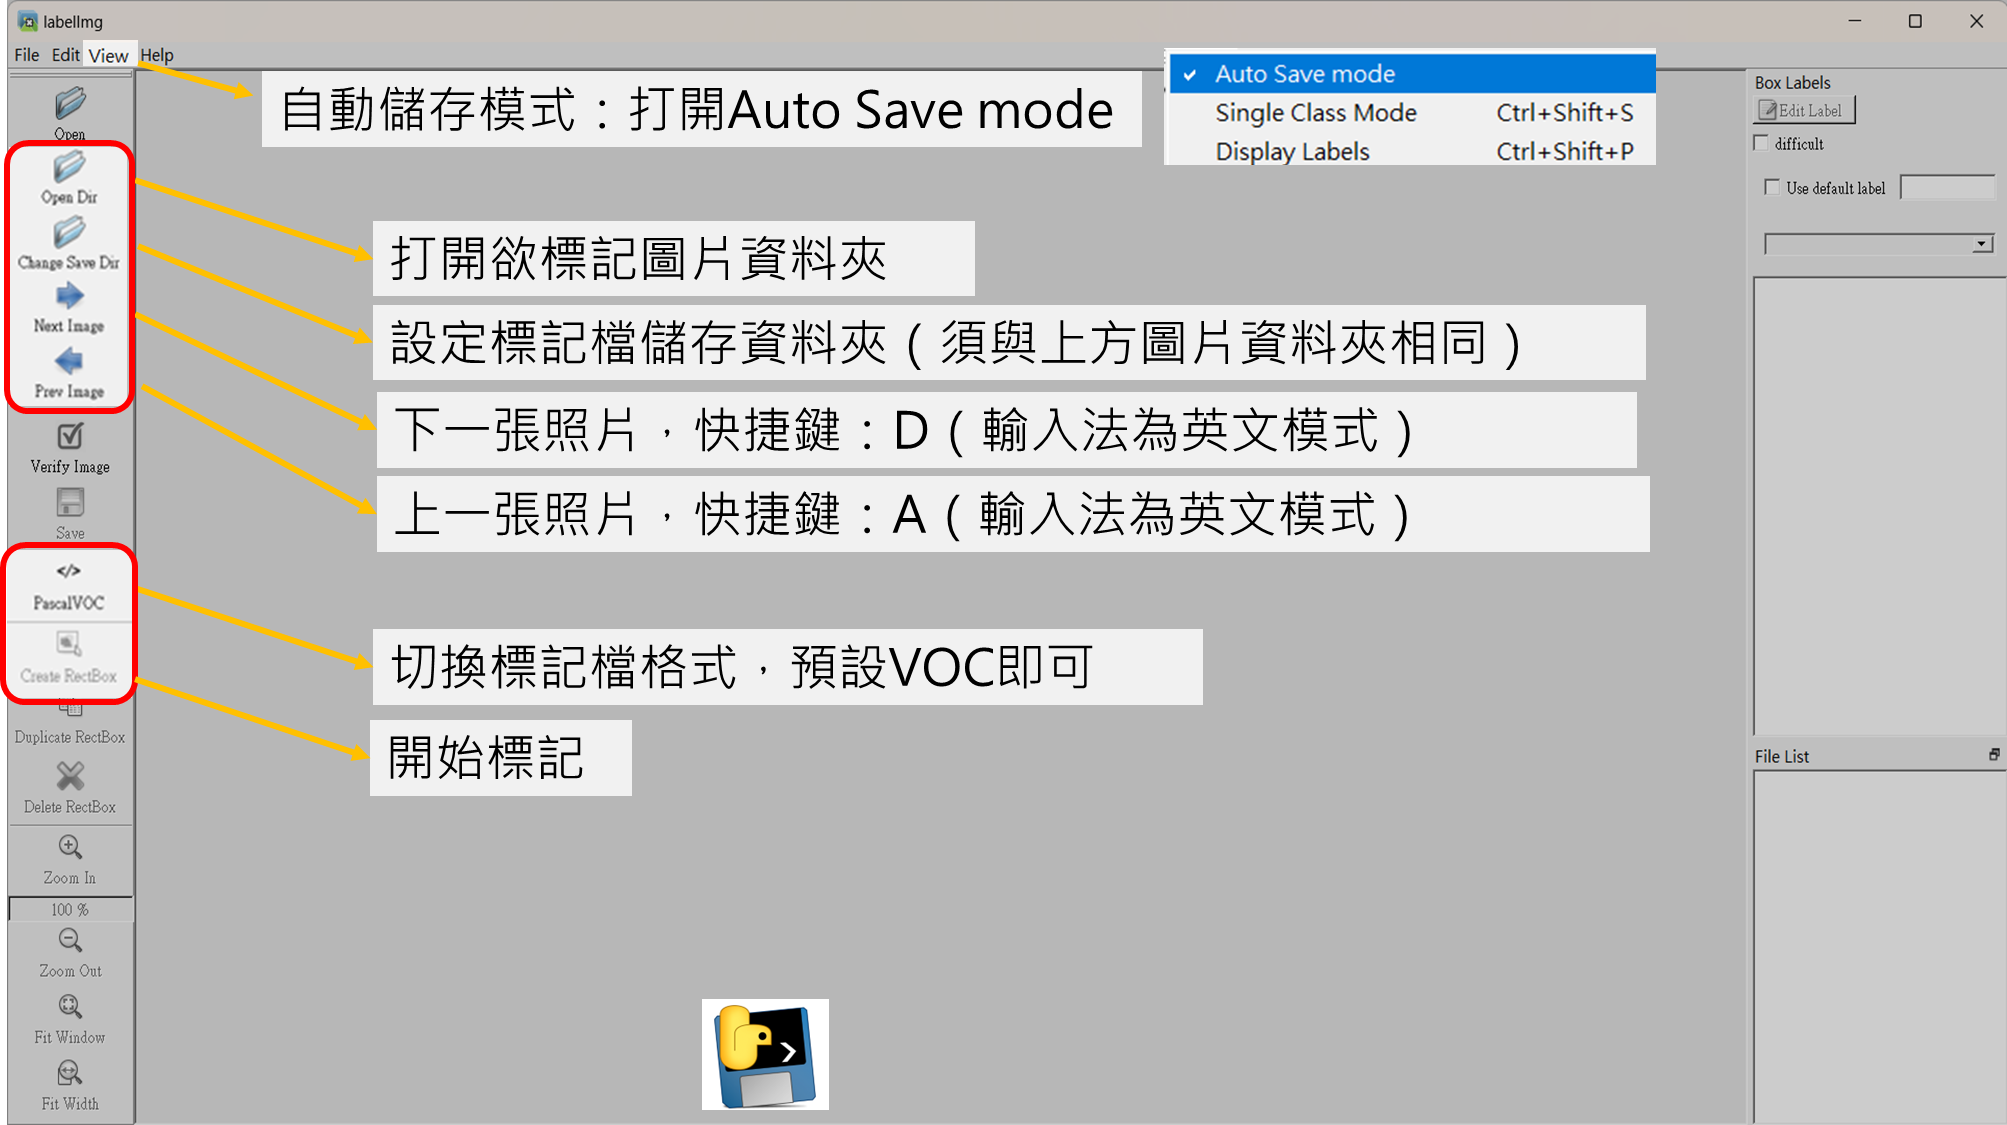 labelImg
File Edit View Help
自動儲存模式：打開Auto Save mode
✓ Auto Save mode
Single Class Mode Ctrl+Shift+S
Display Labels Ctrl+Shift+P
Open
Open Dir
Change Save Dir
Next Image
Prev Image
Verify Image
Save
</> 
PascalVOC
Create RectBox
Duplicate RectBox
Delete RectBox
Zoom In
100 %
Zoom Out
Fit Window
Fit Width
打開欲標記圖片資料夾
設定標記檔儲存資料夾（須與上方圖片資料夾相同）
下一張照片，快捷鍵：D（輸入法為英文模式）
上一張照片，快捷鍵：A（輸入法為英文模式）
切換標記檔格式，預設VOC即可
開始標記
Box Labels
Edit Label
difficult
Use default label
File List